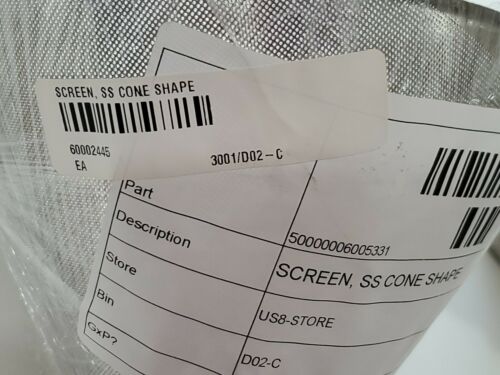 SCREEN, SS CONE SHAPE
60002445
3001/D02-C
EA
Part
50000006005331
Description
SCREEN, SS CONE SHAPE
Store
US8-STORE
Bin
D02-C
GxP?